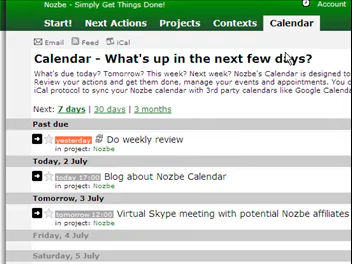 Nozbe - Simply Get Things Done!
Account
Start! Next Actions Projects Contexts Calendar
Email Feed iCal
Calendar - What's up in the next few days?
What's due today? Tomorrow? This week? Next week? Nozbe's Calendar is designed to
Review your actions and get them done, manage your events and appointments. You c
iCal protocol to sync your Nozbe calendar with 3rd party calendars like Google Calenda
Next: 7 days | 30 days | 3 months
Past due
yesterday Do weekly review
in project: Nozbe
Today, 2 July
today 17:00 Blog about Nozbe Calendar
in project: Nozbe
Tomorrow, 3 July
tomorrow 12:00 Virtual Skype meeting with potential Nozbe affiliates
in project: Nozbe
Friday, 4 July
Saturday, 5 July